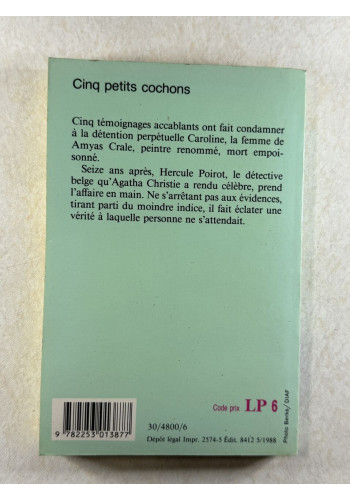 Cinq petits cochons
Cinq témoignages accablants ont fait condamner
à la détention perpétuelle Caroline, la femme de
Amyas Crale, peintre renommé, mort empoi-
sonné.
Seize ans après, Hercule Poirot, le détective
belge qu'Agatha Christie a rendu célèbre, prend
l'affaire en main. Ne s'arrêtant pas aux évidences,
tirant parti du moindre indice, il fait éclater une
vérité à laquelle personne ne s'attendait.
Code prix LP 6
Photo Berne/DIAF
9 782253 013877
30/4800/6
Dépôt légal Impr. 2574-5 Édit. 8412 5/1988